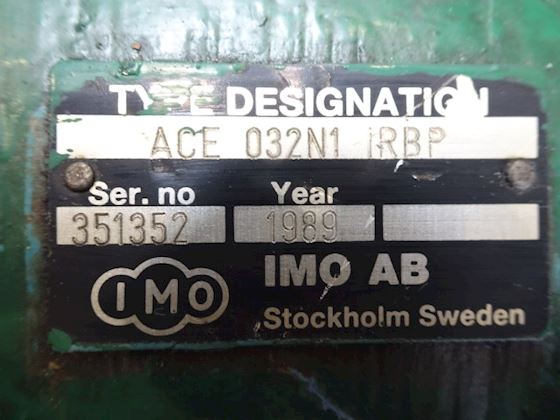 TYPE DESIGNATION
ACE 032N1 IRBP
Ser. no Year
351352 1989
IMO IMO AB
Stockholm Sweden